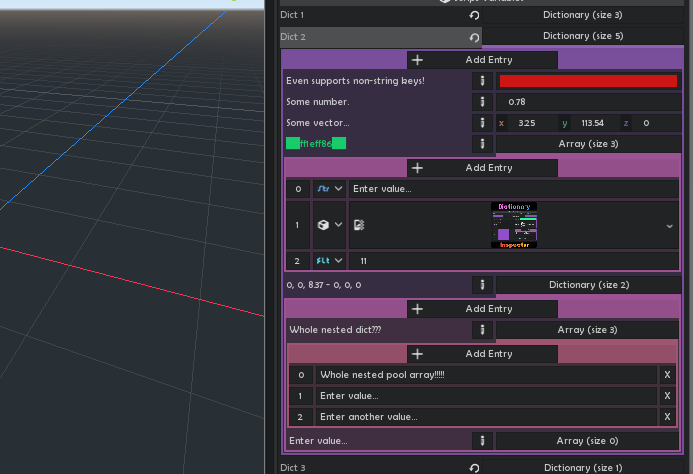 Script Variables
Dict 1 Dictionary (size 3)
Dict 2 Dictionary (size 5)
Add Entry
Even supports non-string keys!
Some number. 0.78
Some vector... x 3.25 y 113.54 z 0
ff1eff86 Array (size 3)
Add Entry
0 Str Enter value...
1 Dictionary
Inspector
2 FLt 11
0, 0, 8.37 - 0, 0, 0 Dictionary (size 2)
Add Entry
Whole nested dict??? Array (size 3)
Add Entry
0 Whole nested pool array!!!!! X
1 Enter value... X
2 Enter another value... X
Enter value... Array (size 0)
Dict 3 Dictionary (size 1)